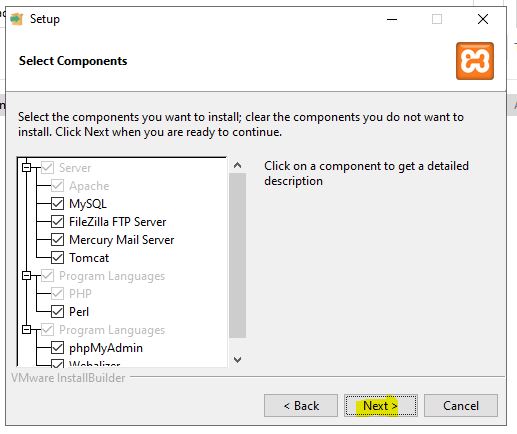 Setup
Select Components
Select the components you want to install; clear the components you do not want to
install. Click Next when you are ready to continue.
Server
Apache
MySQL
FileZilla FTP Server
Mercury Mail Server
Tomcat
Program Languages
PHP
Perl
Program Languages
phpMyAdmin
Webalizer
Click on a component to get a detailed
description
VMware InstallBuilder
< Back
Next >
Cancel